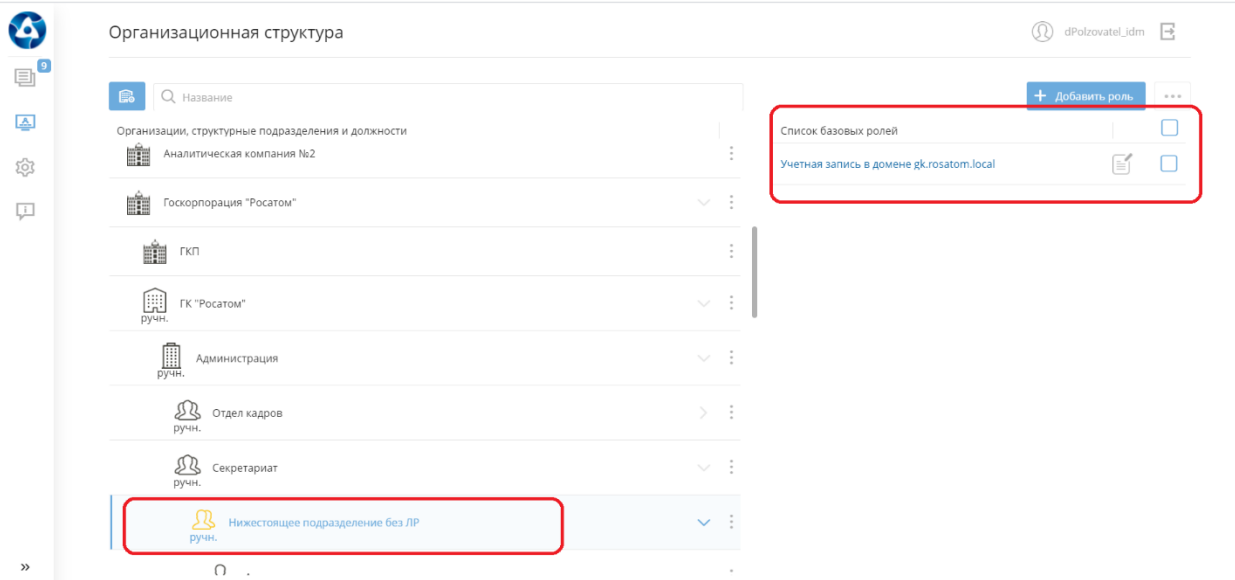 Организационная структура
dPolzovatel_idm
9
Название
Добавить роль
Организации, структурные подразделения и должности
Список базовых ролей
Аналитическая компания №2
Учетная запись в домене gk.rosatom.local
Госкорпорация "Росатом"
ГКП
ГК "Росатом"
ручн.
Администрация
ручн.
Отдел кадров
ручн.
Секретариат
ручн.
Нижестоящее подразделение без ЛР
ручн.